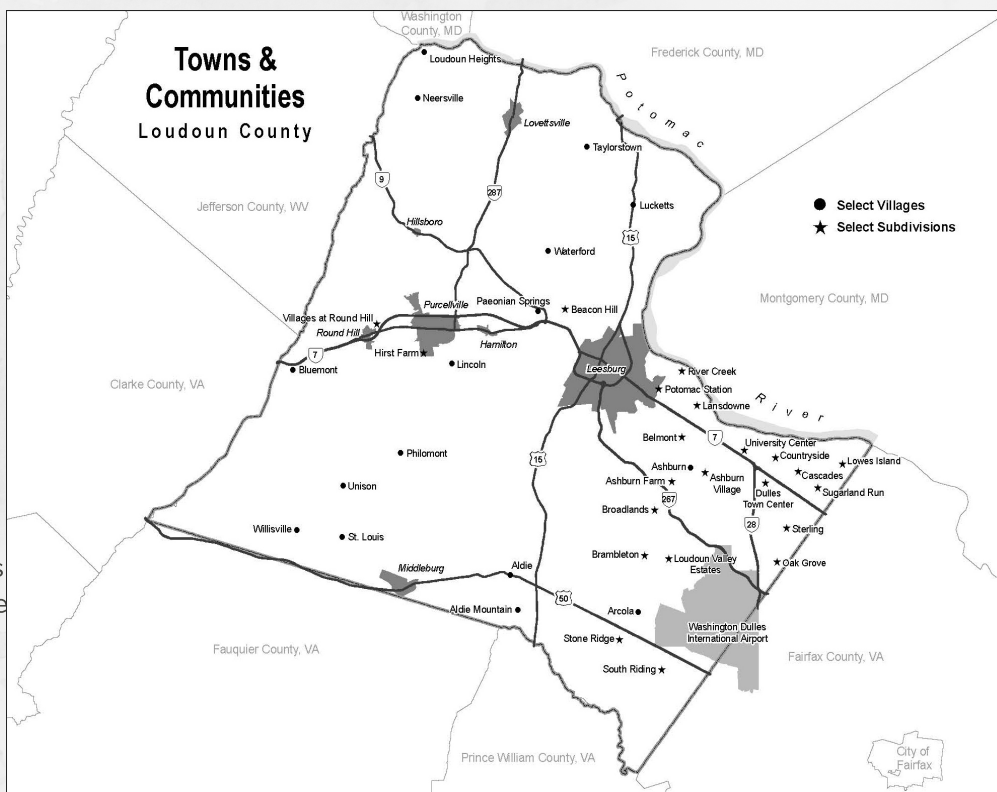 Towns &
Communities
Loudoun County
Washington
County, MD
Frederick County, MD
Loudoun Heights
Neersville
Lovettsville
Potomac
Taylorstown
9
287
Jefferson County, WV
Lucketts
Select Villages
Select Subdivisions
Hillsboro
15
Waterford
Montgomery County, MD
Purcellville
Paeonian Springs
Beacon Hill
Villages at Round Hill
Round Hill
Hamilton
7
Hirst Farm
Lincoln
Bluemont
Leesburg
River Creek
Clarke County, VA
Potomac Station
Lansdowne
River
Belmont
7
University Center
Countryside
Lowes Island
Philomont
15
Ashburn
Cascades
Ashburn Farm
Ashburn
Village
Dulles
Town Center
Sugarland Run
Unison
267
Broadlands
28
Sterling
Willisville
St. Louis
Brambleton
Loudoun Valley
Estates
Oak Grove
Middleburg
Aldie
50
Aldie Mountain
Arcola
Washington Dulles
International Airport
Stone Ridge
Fauquier County, VA
Fairfax County, VA
South Riding
Prince William County, VA
City of
Fairfax